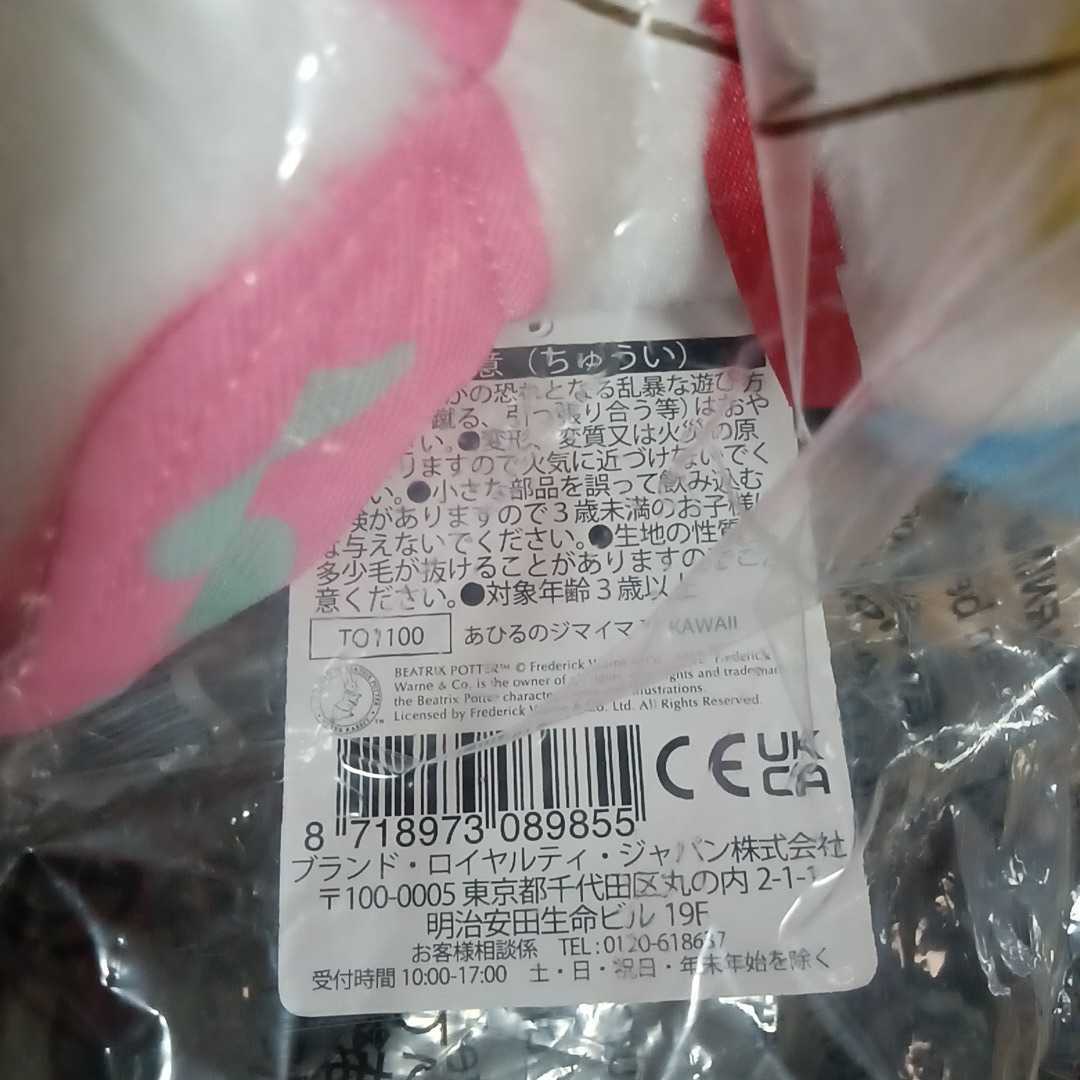 意（ちゅうい）
かの恐れとなる乱暴な遊び方
蹴る、引っ張り合う等)はおや
い。●変形、変質又は火災の原
りますので火気に近づけないでく
い。●小さな部品を誤って飲み込む
険がありますので３歳未満のお子様
な与えないでください。●生地の性質
多少毛が抜けることがありますのでご
意ください。●対象年齢３歳以上
TO1100 あひるのジマイマ KAWAII
BEATRIX POTTER™ © Frederick Warne & Co. Frederick
Warne & Co. is the owner of rights and trademar
the Beatrix Potter character illustrations.
Licensed by Frederick Warne & Co. Ltd. All Rights Reserved.
CE UK CA
8 718973 089855
ブランド・ロイヤルティ・ジャパン株式会社
〒100-0005 東京都千代田区丸の内 2-1-1
明治安田生命ビル 19F
お客様相談係 TEL:0120-618637
受付時間 10:00-17:00 土・日・祝日・年末年始を除く